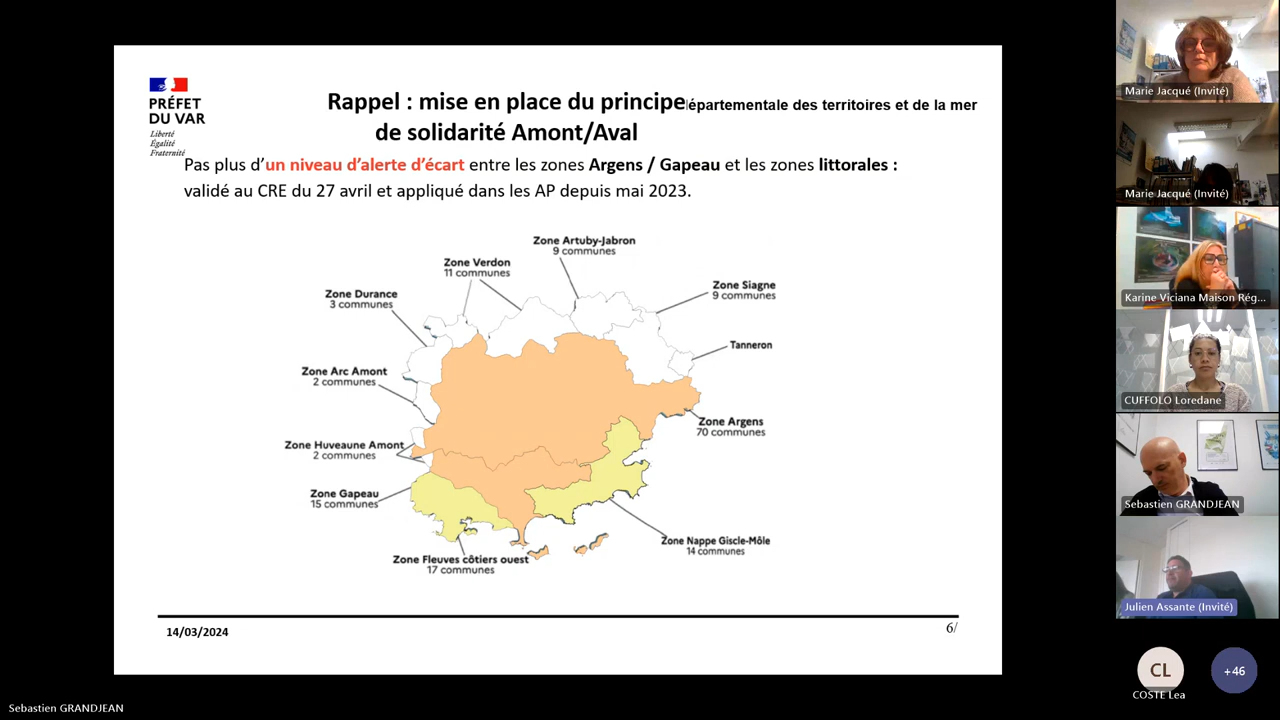 PRÉFET
DU VAR
Liberté
Égalité
Fraternité
Rappel : mise en place du principe
épartementale des territoires et de la mer
de solidarité Amont/Aval
Pas plus d’un niveau d’alerte d’écart entre les zones Argens / Gapeau et les zones littorales :
validé au CRE du 27 avril et appliqué dans les AP depuis mai 2023.
Zone Artuby-Jabron
9 communes
Zone Verdon
11 communes
Zone Siagne
9 communes
Zone Durance
3 communes
Tanneron
Zone Arc Amont
2 communes
Zone Argens
70 communes
Zone Huveaune Amont
2 communes
Zone Gapeau
15 communes
Zone Nappe Giscle-Môle
14 communes
Zone Fleuves côtiers ouest
17 communes
14/03/2024
6/
Marie Jacqué (Invité)
Marie Jacqué (Invité)
Karine Viciana Maison Rég...
CUFFOLO Loredane
Sebastien GRANDJEAN
Julien Assante (Invité)
CL
+46
COSTE Lea
Sebastien GRANDJEAN